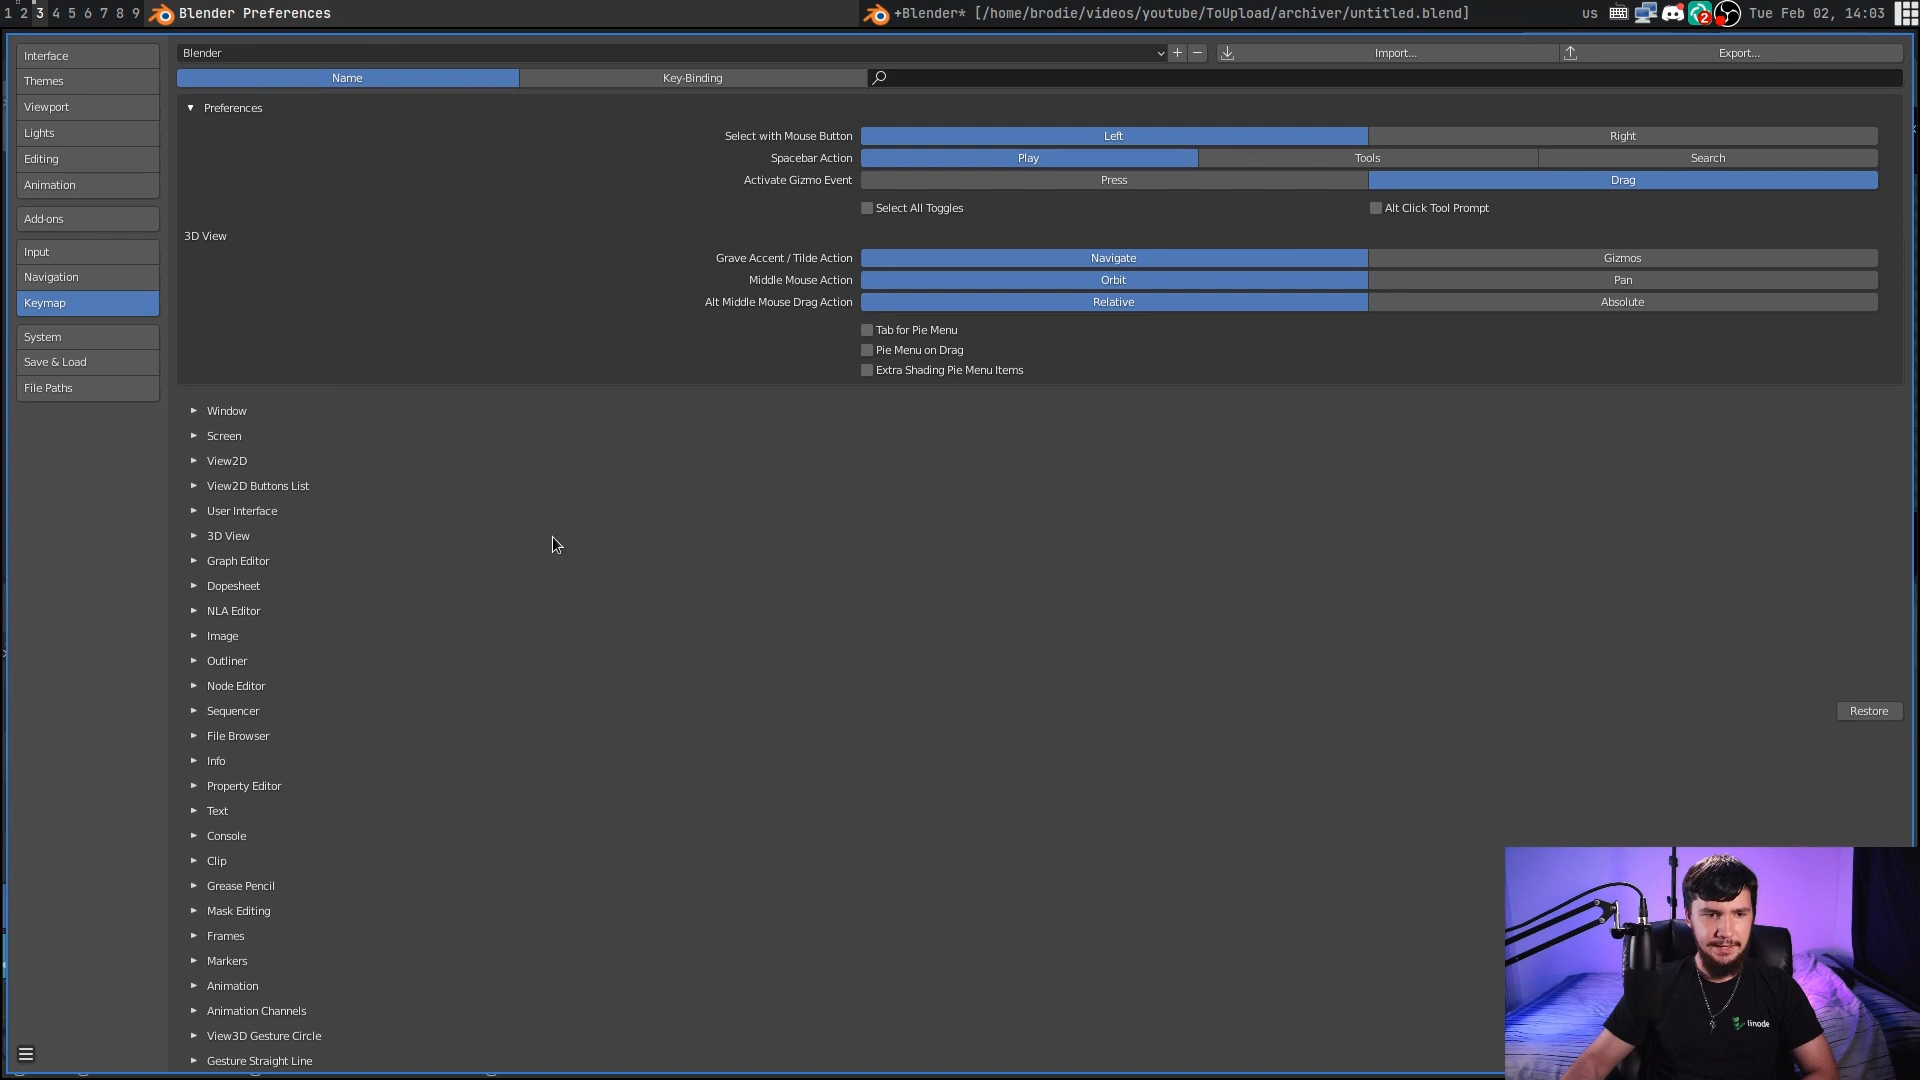 1 2 3 4 5 6 7 8 9 Blender Preferences +Blender* [/home/brodie/videos/youtube/ToUpload/archiver/untitled.blend] us 2 Tue Feb 02, 14:03
Interface
Themes
Viewport
Lights
Editing
Animation
Add-ons
Input
Navigation
Keymap
System
Save & Load
File Paths
Blender Import... Export...
Name Key-Binding
Preferences
Select with Mouse Button Left Right
Spacebar Action Play Tools Search
Activate Gizmo Event Press Drag
Select All Toggles Alt Click Tool Prompt
3D View
Grave Accent / Tilde Action Navigate Gizmos
Middle Mouse Action Orbit Pan
Alt Middle Mouse Drag Action Relative Absolute
Tab for Pie Menu
Pie Menu on Drag
Extra Shading Pie Menu Items
Window
Screen
View2D
View2D Buttons List
User Interface
3D View
Graph Editor
Dopesheet
NLA Editor
Image
Outliner
Node Editor
Sequencer Restore
File Browser
Info
Property Editor
Text
Console
Clip
Grease Pencil
Mask Editing
Frames
Markers
Animation
Animation Channels
View3D Gesture Circle
Gesture Straight Line
linode